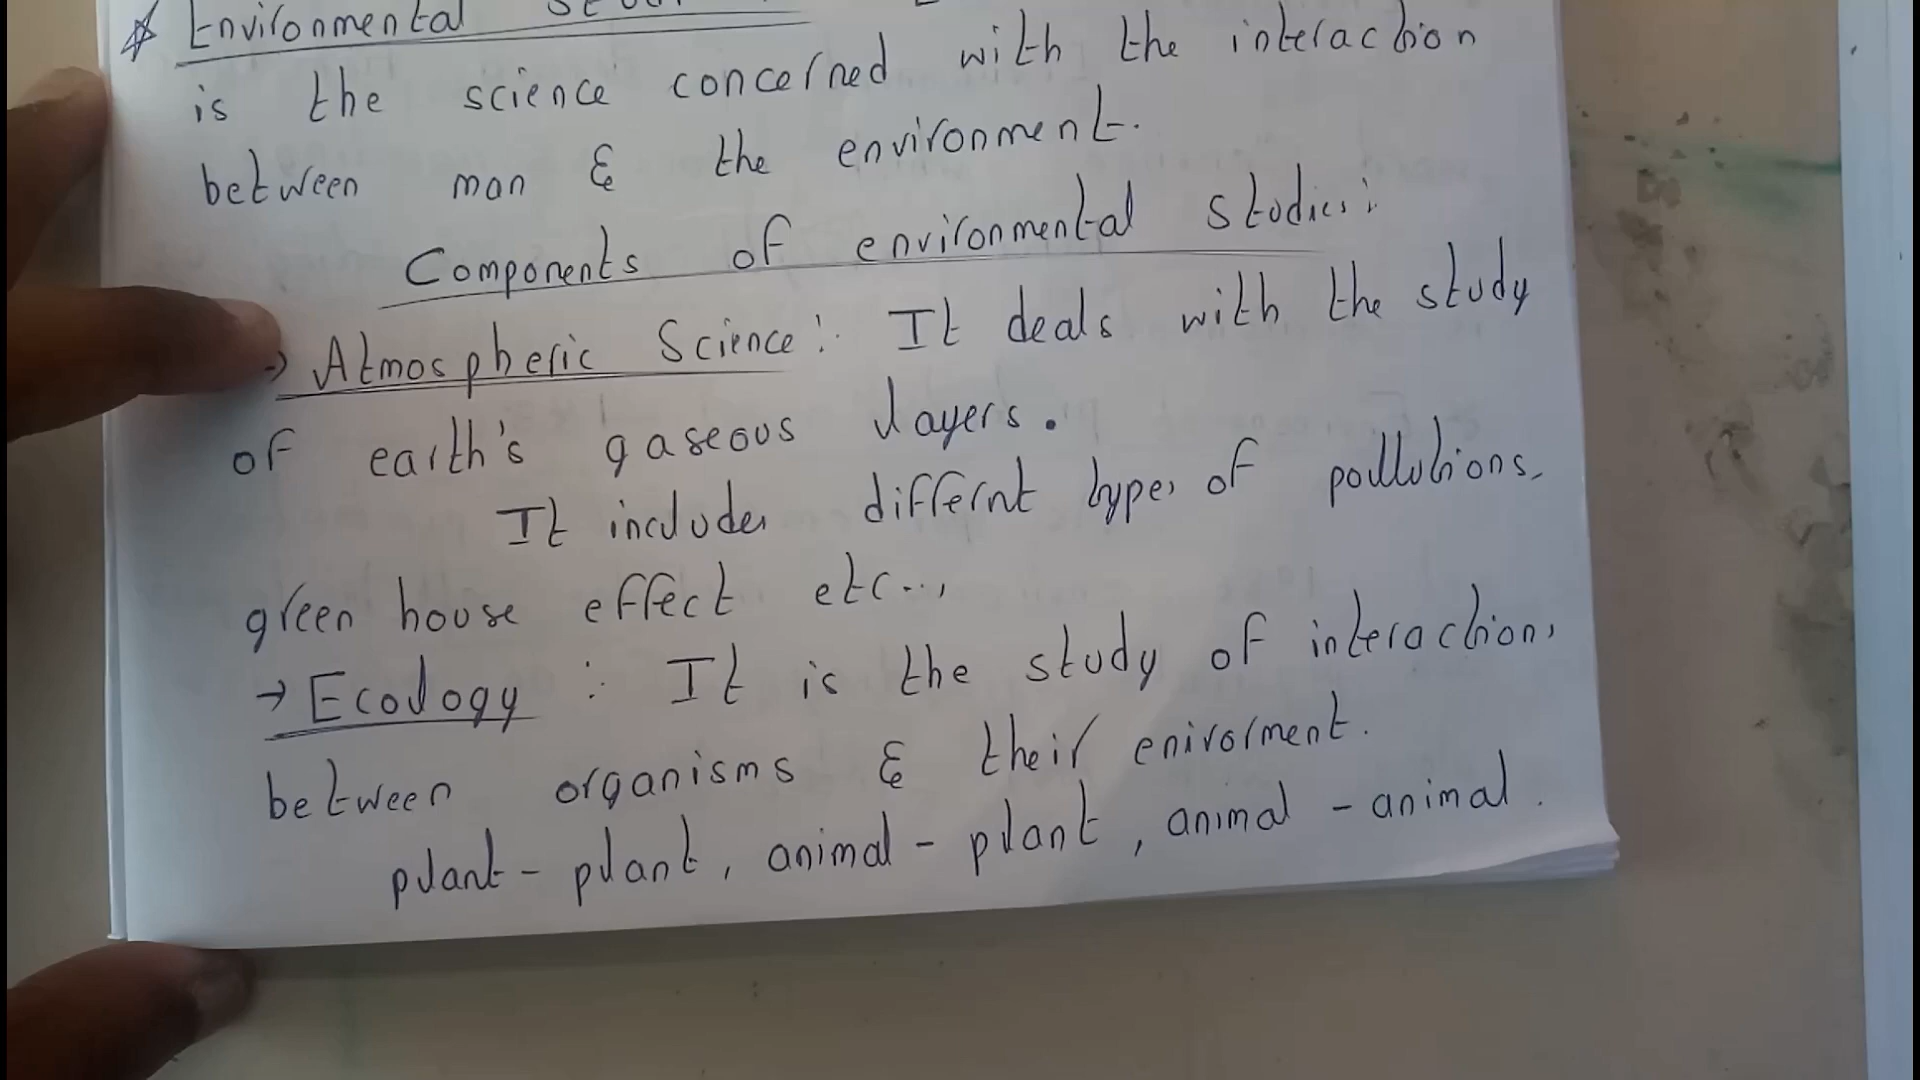 ☆ Environmental
is the science concerned with the interaction
between man & the environment.
Components of environmental studies:
→ Atmospheric Science: It deals with the study
of earth's gaseous layers.
It includes differnt types of pollutions,
green house effect etc...
→ Ecology : It is the study of interactions
between organisms & their enivorment.
plant - plant, animal - plant, animal - animal.